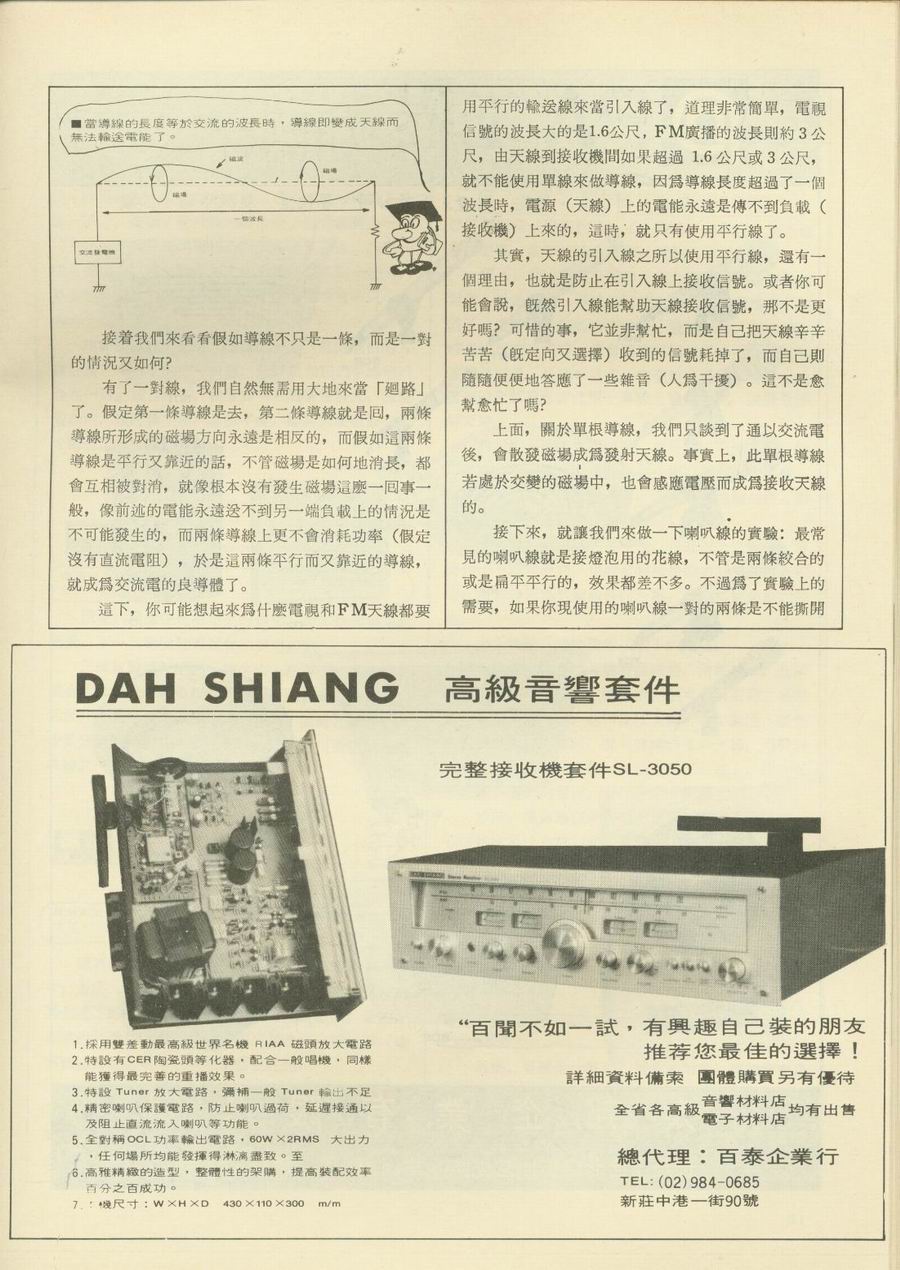 ■當導線的長度等於交流的波長時，導線即變成天線而
無法輸送電能了。
磁波
磁場
磁場
一個波長
交流發電機
接着我們來看看假如導線不只是一條，而是一對
的情況又如何？
有了一對線，我們自然無需用大地來當「廻路」
了。假定第一條導線是去，第二條導線就是囘，兩條
導線所形成的磁場方向永遠是相反的，而假如這兩條
導線是平行又靠近的話，不管磁場是如何地消長，都
會互相被對消，就像根本沒有發生磁場這麽一囘事一
般，像前述的電能永遠送不到另一端負載上的情況是
不可能發生的，而兩條導線上更不會消耗功率（假定
沒有直流電阻），於是這兩條平行而又靠近的導線，
就成爲交流電的良導體了。
這下，你可能想起來爲什麽電視和FM天線都要
用平行的輸送線來當引入線了，道理非常簡單，電視
信號的波長大的是1.6公尺，FM廣播的波長則約3公
尺，由天線到接收機間如果超過 1.6 公尺或3公尺，
就不能使用單線來做導線，因爲導線長度超過了一個
波長時，電源（天線）上的電能永遠是傳不到負載（
接收機）上來的，這時，就只有使用平行線了。
其實，天線的引入線之所以使用平行線，還有一
個理由，也就是防止在引入線上接收信號。或者你可
能會說，旣然引入線能幫助天線接收信號，那不是更
好嗎？可惜的事，它並非幫忙，而是自己把天線辛辛
苦苦（旣定向又選擇）收到的信號耗掉了，而自己則
隨隨便便地答應了一些雜音（人爲干擾）。這不是愈
幫愈忙了嗎？
上面，關於單根導線，我們只談到了通以交流電
後，會散發磁場成爲發射天線。事實上，此單根導線
若處於交變的磁場中，也會感應電壓而成爲接收天線
的。
接下來，就讓我們來做一下喇叭線的實驗：最常
見的喇叭線就是接燈泡用的花線，不管是兩條絞合的
或是扁平平行的，效果都差不多。不過爲了實驗上的
需要，如果你現使用的喇叭線一對的兩條是不能撕開
DAH SHIANG 高級音響套件
完整接收機套件SL-3050
DAH SHIANG Stereo Receiver
1.採用雙差動最高級世界名機 RIAA 磁頭放大電路
2.特設有CER陶瓷頭等化器，配合一般唱機，同樣
能獲得最完善的重播效果。
3.特設 Tuner 放大電路，彌補一般 Tuner 輸出不足
4.精密喇叭保護電路，防止喇叭過荷，延遲接通以
及阻止直流流入喇叭等功能。
5.全對稱OCL功率輸出電路，60W×2RMS 大出力
，任何場所均能發揮得淋漓盡致。至
6.高雅精緻的造型，整體性的架購，提高裝配效率
百分之百成功。
7. 機尺寸：W×H×D 430×110×300 m/m
“百聞不如一試，有興趣自己裝的朋友
推荐您最佳的選擇！
詳細資料備索 團體購買另有優待
全省各高級音響材料店電子材料店均有出售
總代理：百泰企業行
TEL：(02)984-0685
新莊中港一街90號